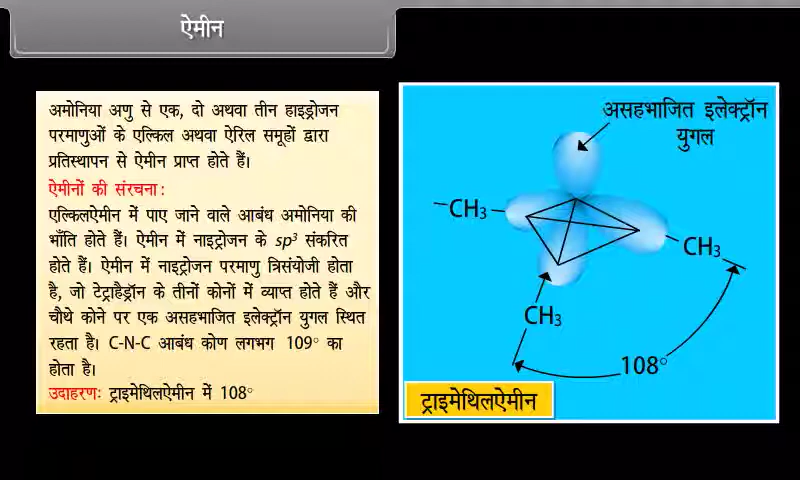 ऐमीन
अमोनिया अणु से एक, दो अथवा तीन हाइड्रोजन
परमाणुओं के एल्किल अथवा ऐरिल समूहों द्वारा
प्रतिस्थापन से ऐमीन प्राप्त होते हैं।
ऐमीनों की संरचना:
एल्किलऐमीन में पाए जाने वाले आबंध अमोनिया की
भाँति होते हैं। ऐमीन में नाइट्रोजन के sp³ संकरित
होते हैं। ऐमीन में नाइट्रोजन परमाणु त्रिसंयोजी होता
है, जो टेट्राहैड्रॉन के तीनों कोनों में व्याप्त होते हैं और
चौथे कोने पर एक असहभाजित इलेक्ट्रॉन युगल स्थित
रहता है। C-N-C आबंध कोण लगभग 109° का
होता है।
उदाहरणः ट्राइमेथिलऐमीन में 108°
असहभाजित इलेक्ट्रॉन
युगल
CH₃
CH₃
CH₃
108°
ट्राइमेथिलऐमीन